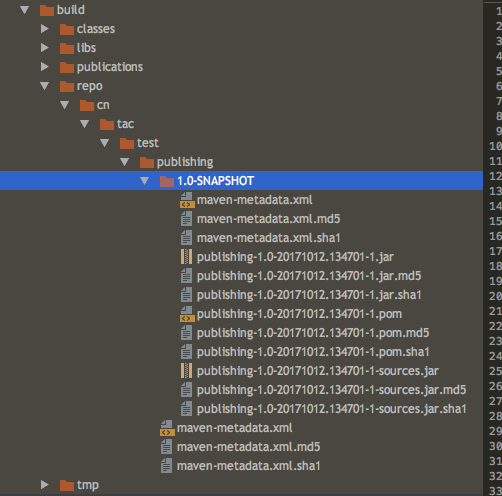 build
1
classes
2
3
libs
4
publications
5
repo
6
cn
7
8
tac
9
test
10
publishing
11
1.0-SNAPSHOT
12
maven-metadata.xml
13
maven-metadata.xml.md5
14
15
maven-metadata.xml.sha1
16
publishing-1.0-20171012.134701-1.jar
17
publishing-1.0-20171012.134701-1.jar.md5
18
19
publishing-1.0-20171012.134701-1.jar.sha1
20
publishing-1.0-20171012.134701-1.pom
21
publishing-1.0-20171012.134701-1.pom.md5
22
23
publishing-1.0-20171012.134701-1.pom.sha1
24
publishing-1.0-20171012.134701-1-sources.jar
25
publishing-1.0-20171012.134701-1-sources.jar.md5
26
publishing-1.0-20171012.134701-1-sources.jar.sha1
27
28
maven-metadata.xml
29
maven-metadata.xml.md5
30
maven-metadata.xml.sha1
31
tmp
32
33